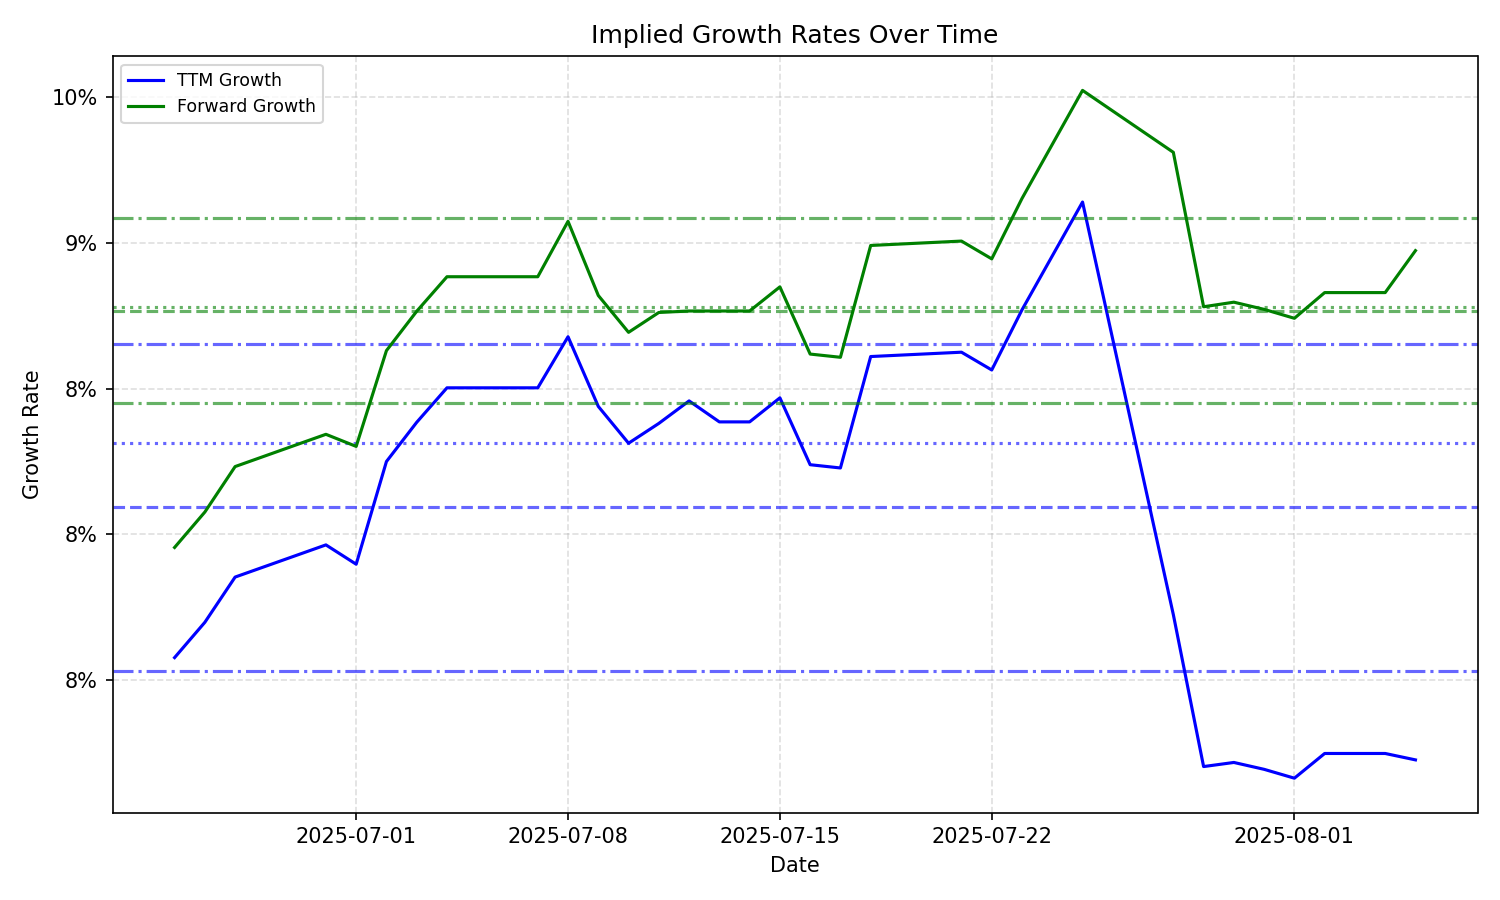 Implied Growth Rates Over Time
TTM Growth
Forward Growth
10%
9%
8%
8%
8%
Growth Rate
2025-07-01
2025-07-08
2025-07-15
2025-07-22
2025-08-01
Date